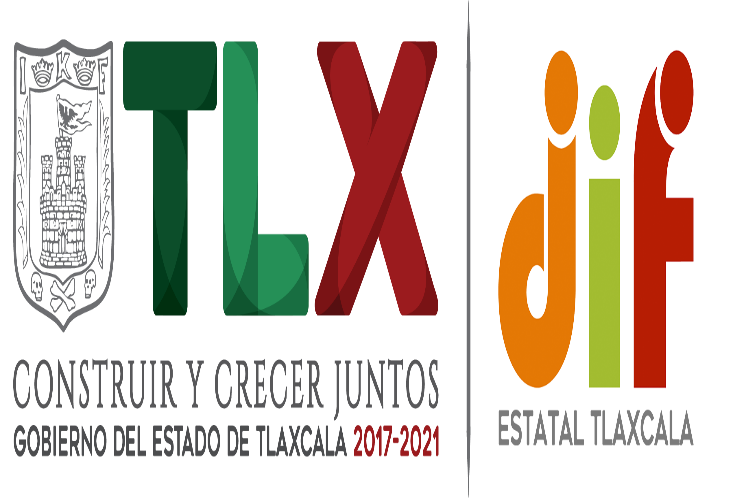 I K F
TLX
CONSTRUIR Y CRECER JUNTOS
GOBIERNO DEL ESTADO DE TLAXCALA 2017-2021
dif
ESTATAL TLAXCALA